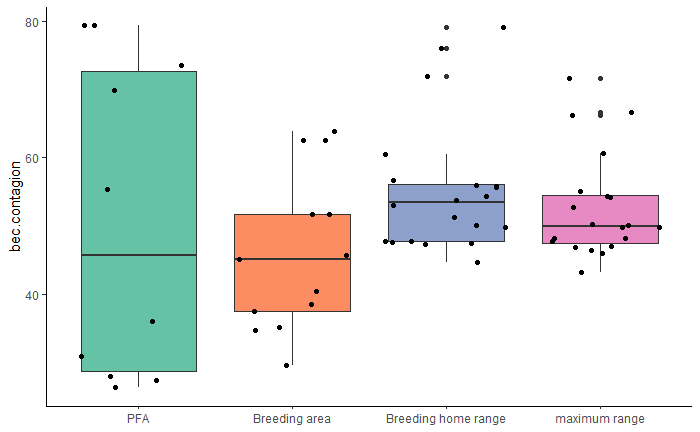 80
60
40
bec.contagion
PFA
Breeding area
Breeding home range
maximum range